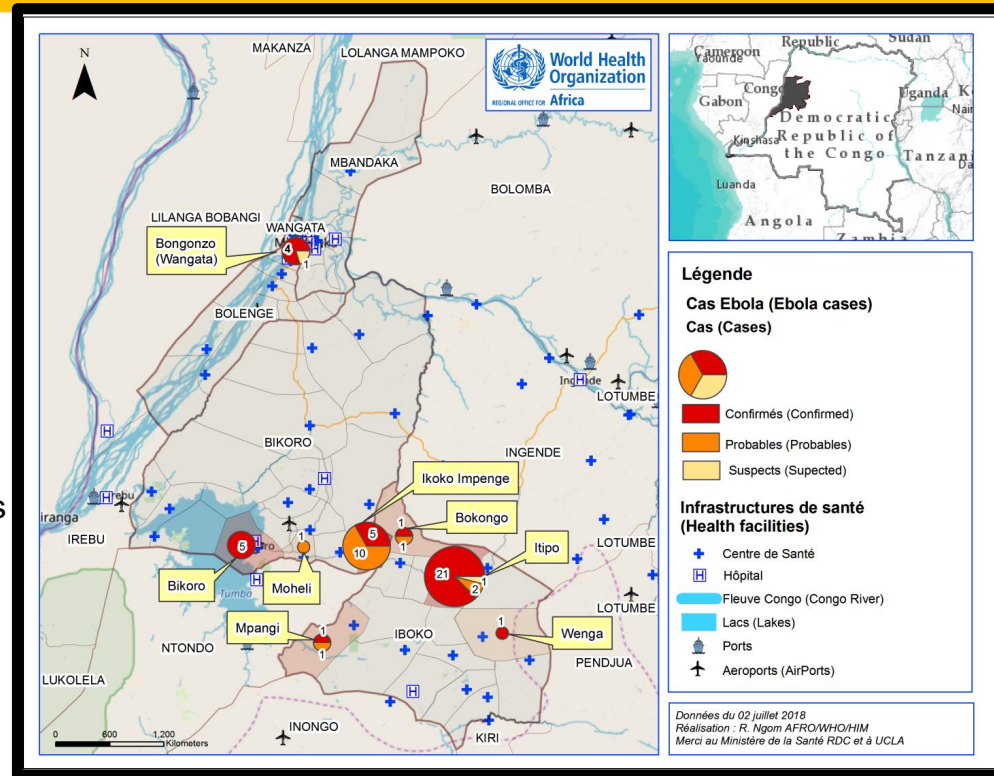 N
MAKANZA
LOLANGA MAMPOKO
World Health
Organization
REGIONAL OFFICE FOR Africa
MBANDAKA
BOLOMBA
LILANGA BOBANGI
WANGATA
Bongonzo
(Wangata)
4
1
BOLENGE
LOTUMBE
BIKORO
INGENDE
Ikoko Impenge
Bokongo
IREBU
iranga
s
5
1
5
10
1
1
Itipo
21
1
2
LOTUMBE
Bikoro
Moheli
Tumba
LOTUMBE
Mpangi
1
1
IBOKO
1
Wenga
NTONDO
PENDJUA
LUKOLELA
INONGO
KIRI
0 600 1,200
Kilometers
Cameroon
Yaounde
Republic
Sudan
Congo
Gabon
Uganda
Democratic
Republic of
the Congo
Kinshasa
Tanzani
Luanda
Angola
Zambia
Légende
Cas Ebola (Ebola cases)
Cas (Cases)
Confirmés (Confirmed)
Probables (Probables)
Suspects (Supected)
Infrastructures de santé
(Health facilities)
Centre de Santé
H Hôpital
Fleuve Congo (Congo River)
Lacs (Lakes)
Ports
Aeroports (AirPorts)
Données du 02 juillet 2018
Réalisation : R. Ngom AFRO/WHO/HIM
Merci au Ministère de la Santé RDC et à UCLA